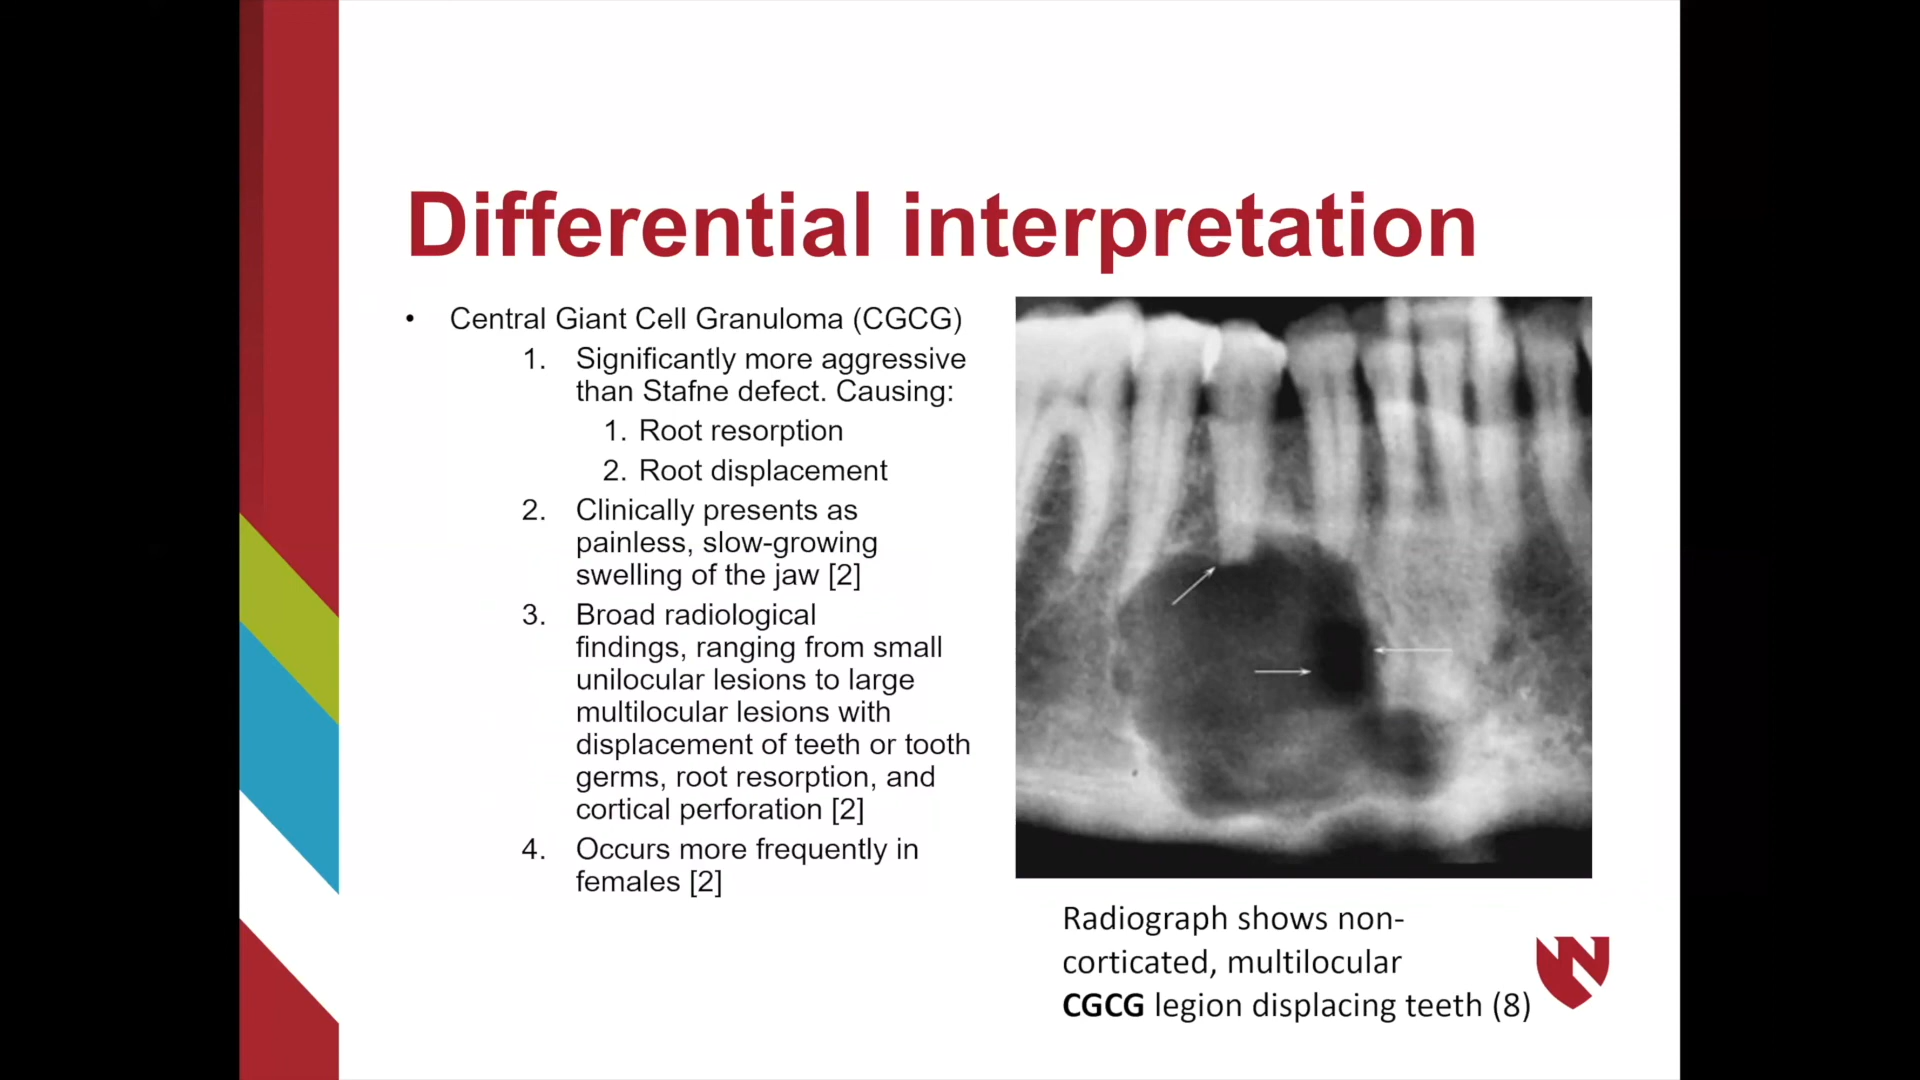 Differential interpretation
• Central Giant Cell Granuloma (CGCG)
1. Significantly more aggressive
than Stafne defect. Causing:
1. Root resorption
2. Root displacement
2. Clinically presents as
painless, slow-growing
swelling of the jaw [2]
3. Broad radiological
findings, ranging from small
unilocular lesions to large
multilocular lesions with
displacement of teeth or tooth
germs, root resorption, and
cortical perforation [2]
4. Occurs more frequently in
females [2]
Radiograph shows non-
corticated, multilocular
CGCG legion displacing teeth (8)
N